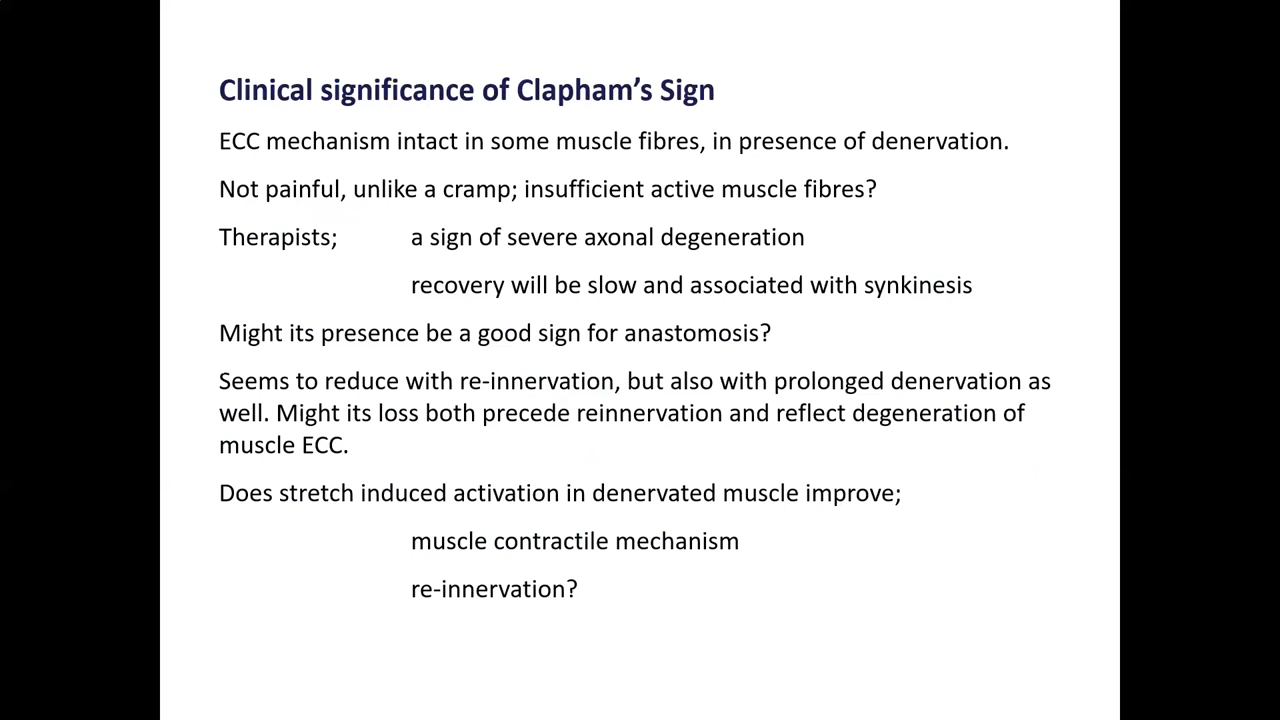 Clinical significance of Clapham’s Sign
ECC mechanism intact in some muscle fibres, in presence of denervation.
Not painful, unlike a cramp; insufficient active muscle fibres?
Therapists; a sign of severe axonal degeneration
recovery will be slow and associated with synkinesis
Might its presence be a good sign for anastomosis?
Seems to reduce with re-innervation, but also with prolonged denervation as
well. Might its loss both precede reinnervation and reflect degeneration of
muscle ECC.
Does stretch induced activation in denervated muscle improve;
muscle contractile mechanism
re-innervation?